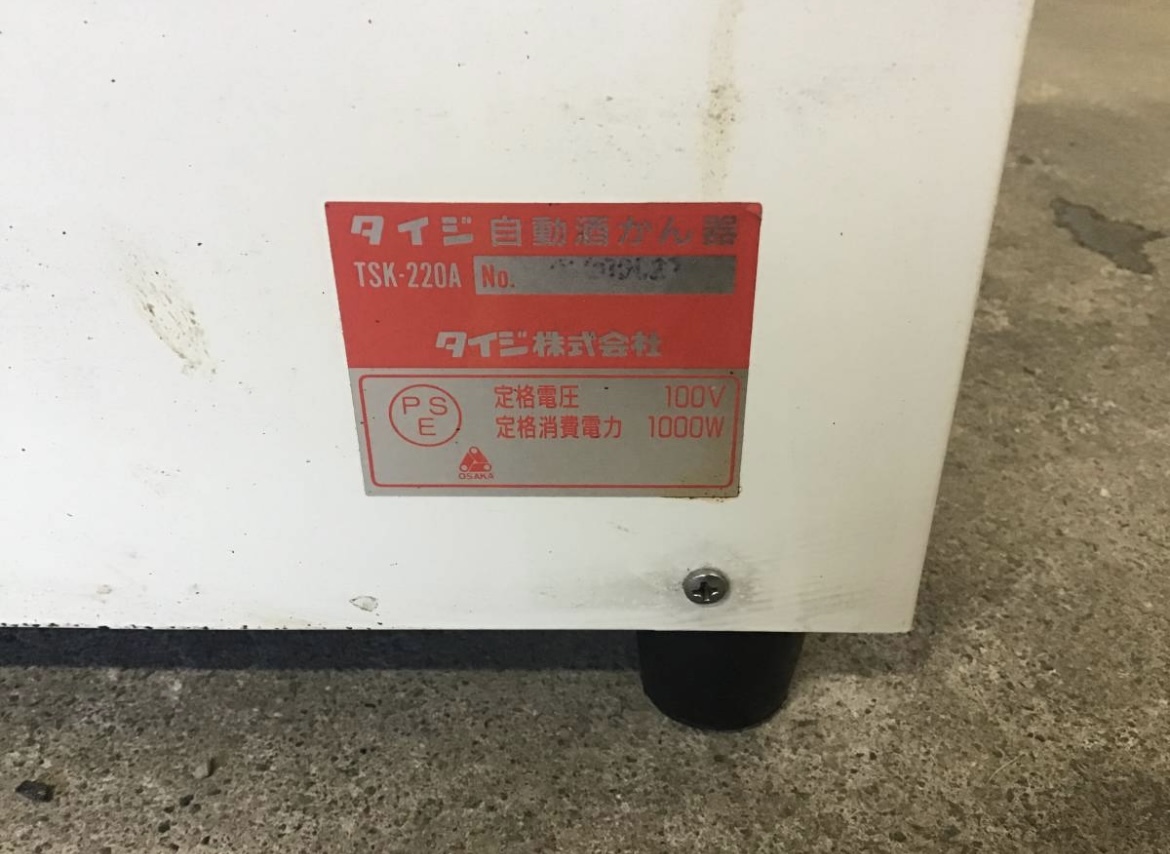 タイジ 自動酒かん器
TSK-220A No.
タイジ株式会社
PSE
定格電圧 100V
定格消費電力 1000W
OSAKA